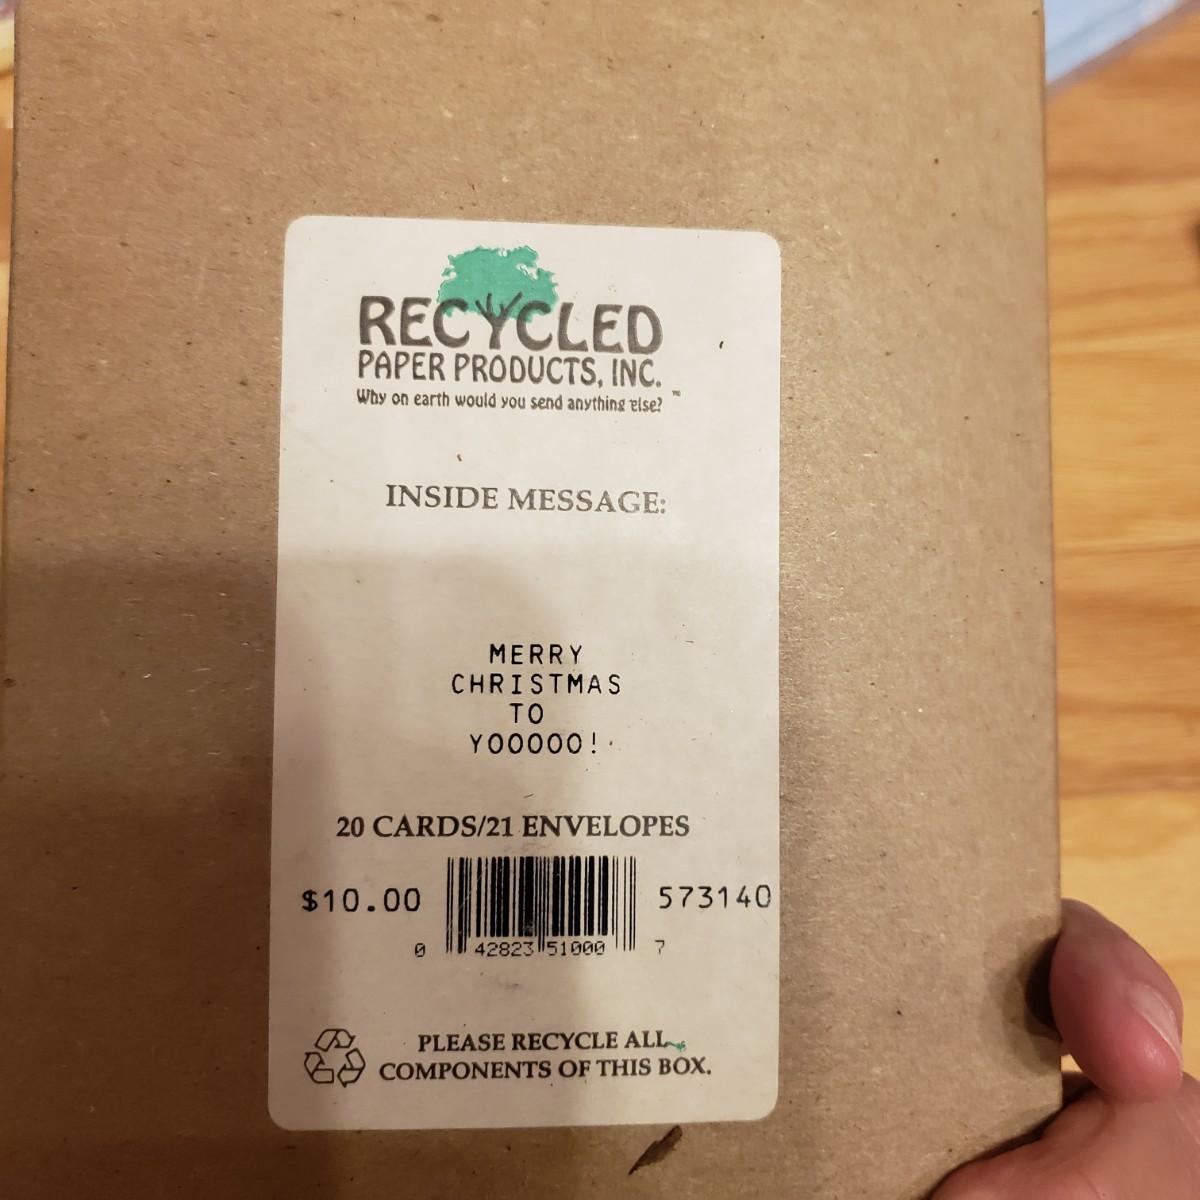 RECYCLED
PAPER PRODUCTS, INC.
Why on earth would you send anything else? ™
INSIDE MESSAGE:
MERRY
CHRISTMAS
TO
YOOOOO!
20 CARDS/21 ENVELOPES
$10.00 573140
0 42823 51000 7
PLEASE RECYCLE ALL
COMPONENTS OF THIS BOX.